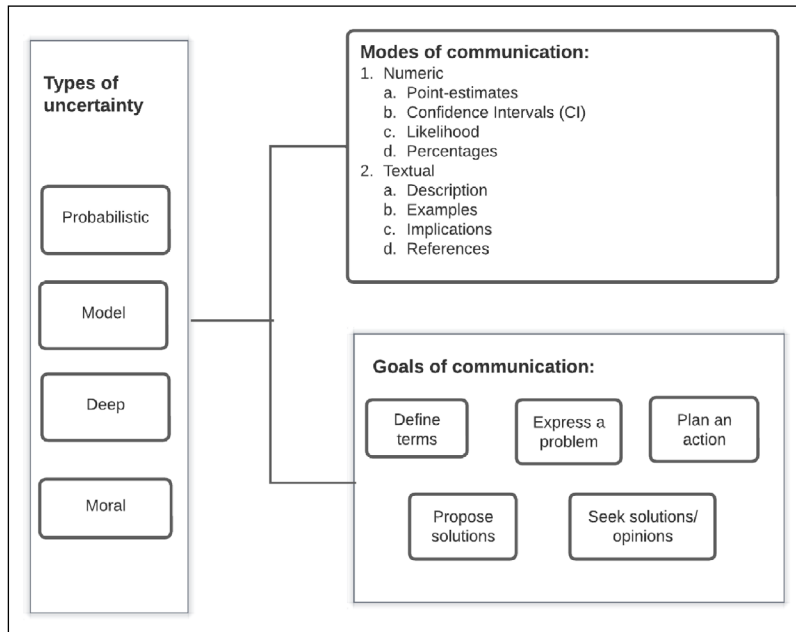 Types of
uncertainty
Probabilistic
Model
Deep
Moral
Modes of communication:
1. Numeric
a. Point-estimates
b. Confidence Intervals (CI)
c. Likelihood
d. Percentages
2. Textual
a. Description
b. Examples
c. Implications
d. References
Goals of communication:
Define
terms
Express a
problem
Plan an
action
Propose
solutions
Seek solutions/
opinions